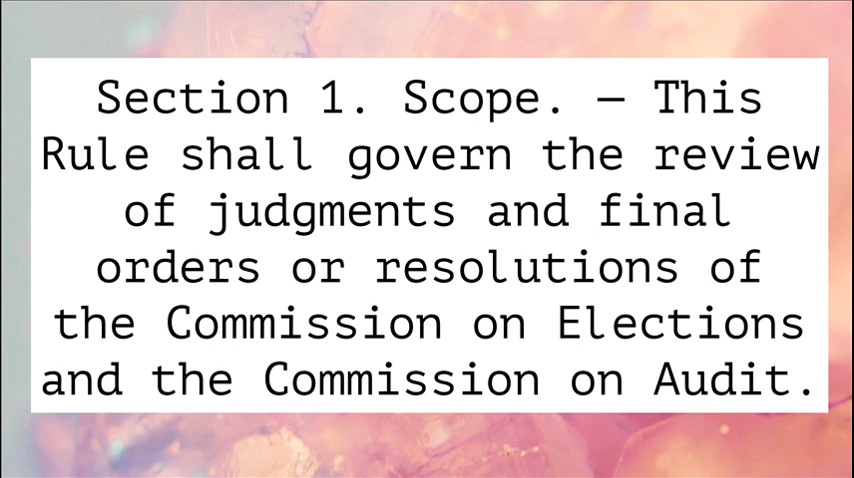 Section 1. Scope. — This
Rule shall govern the review
of judgments and final
orders or resolutions of
the Commission on Elections
and the Commission on Audit.